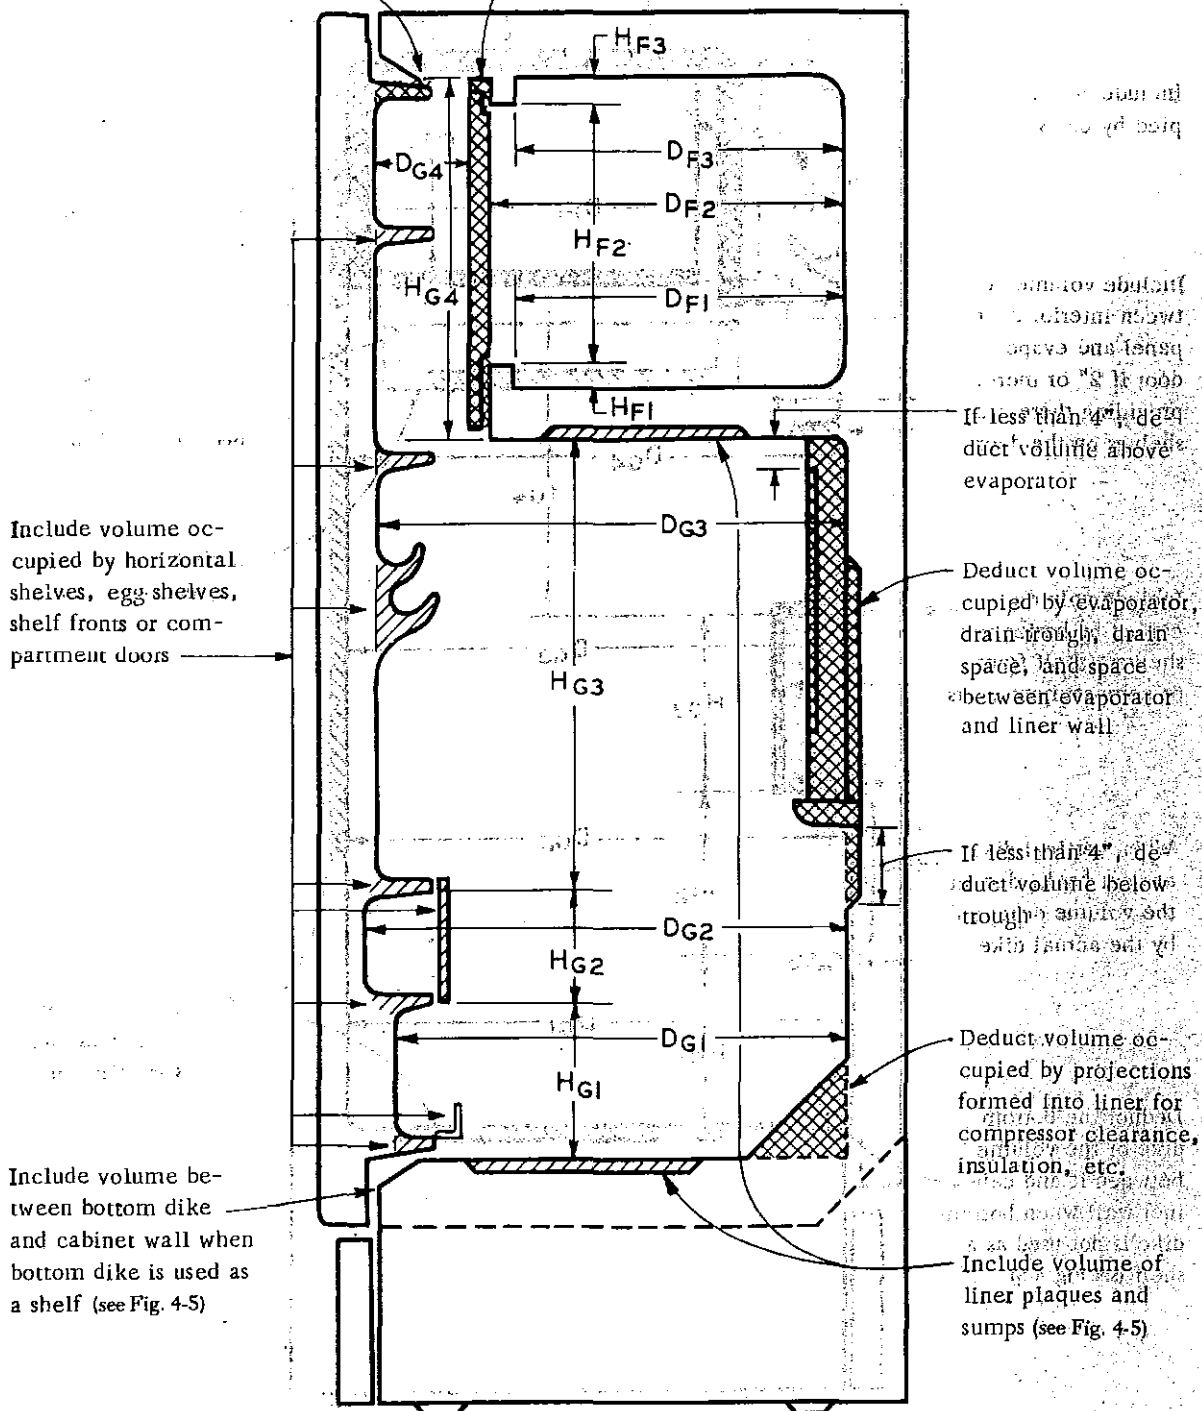 HF3
DF3
DG4
DF2
HF2
HG4
DF1
HF1
If less than 4", de-
duct volume above
evaporator
DG3
Include volume oc-
cupied by horizontal
shelves, egg shelves,
shelf fronts or com-
partment doors
Deduct volume oc-
cupied by evaporator,
drain trough, drain
space, and space
between evaporator
and liner wall
HG3
If less than 4", de-
duct volume below
trough
DG2
HG2
DG1
HG1
Deduct volume oc-
cupied by projections
formed into liner for
compressor clearance,
insulation, etc.
Include volume be-
tween bottom dike
and cabinet wall when
bottom dike is used as
a shelf (see Fig. 4-5)
Include volume of
liner plaques and
sumps (see Fig. 4-5)